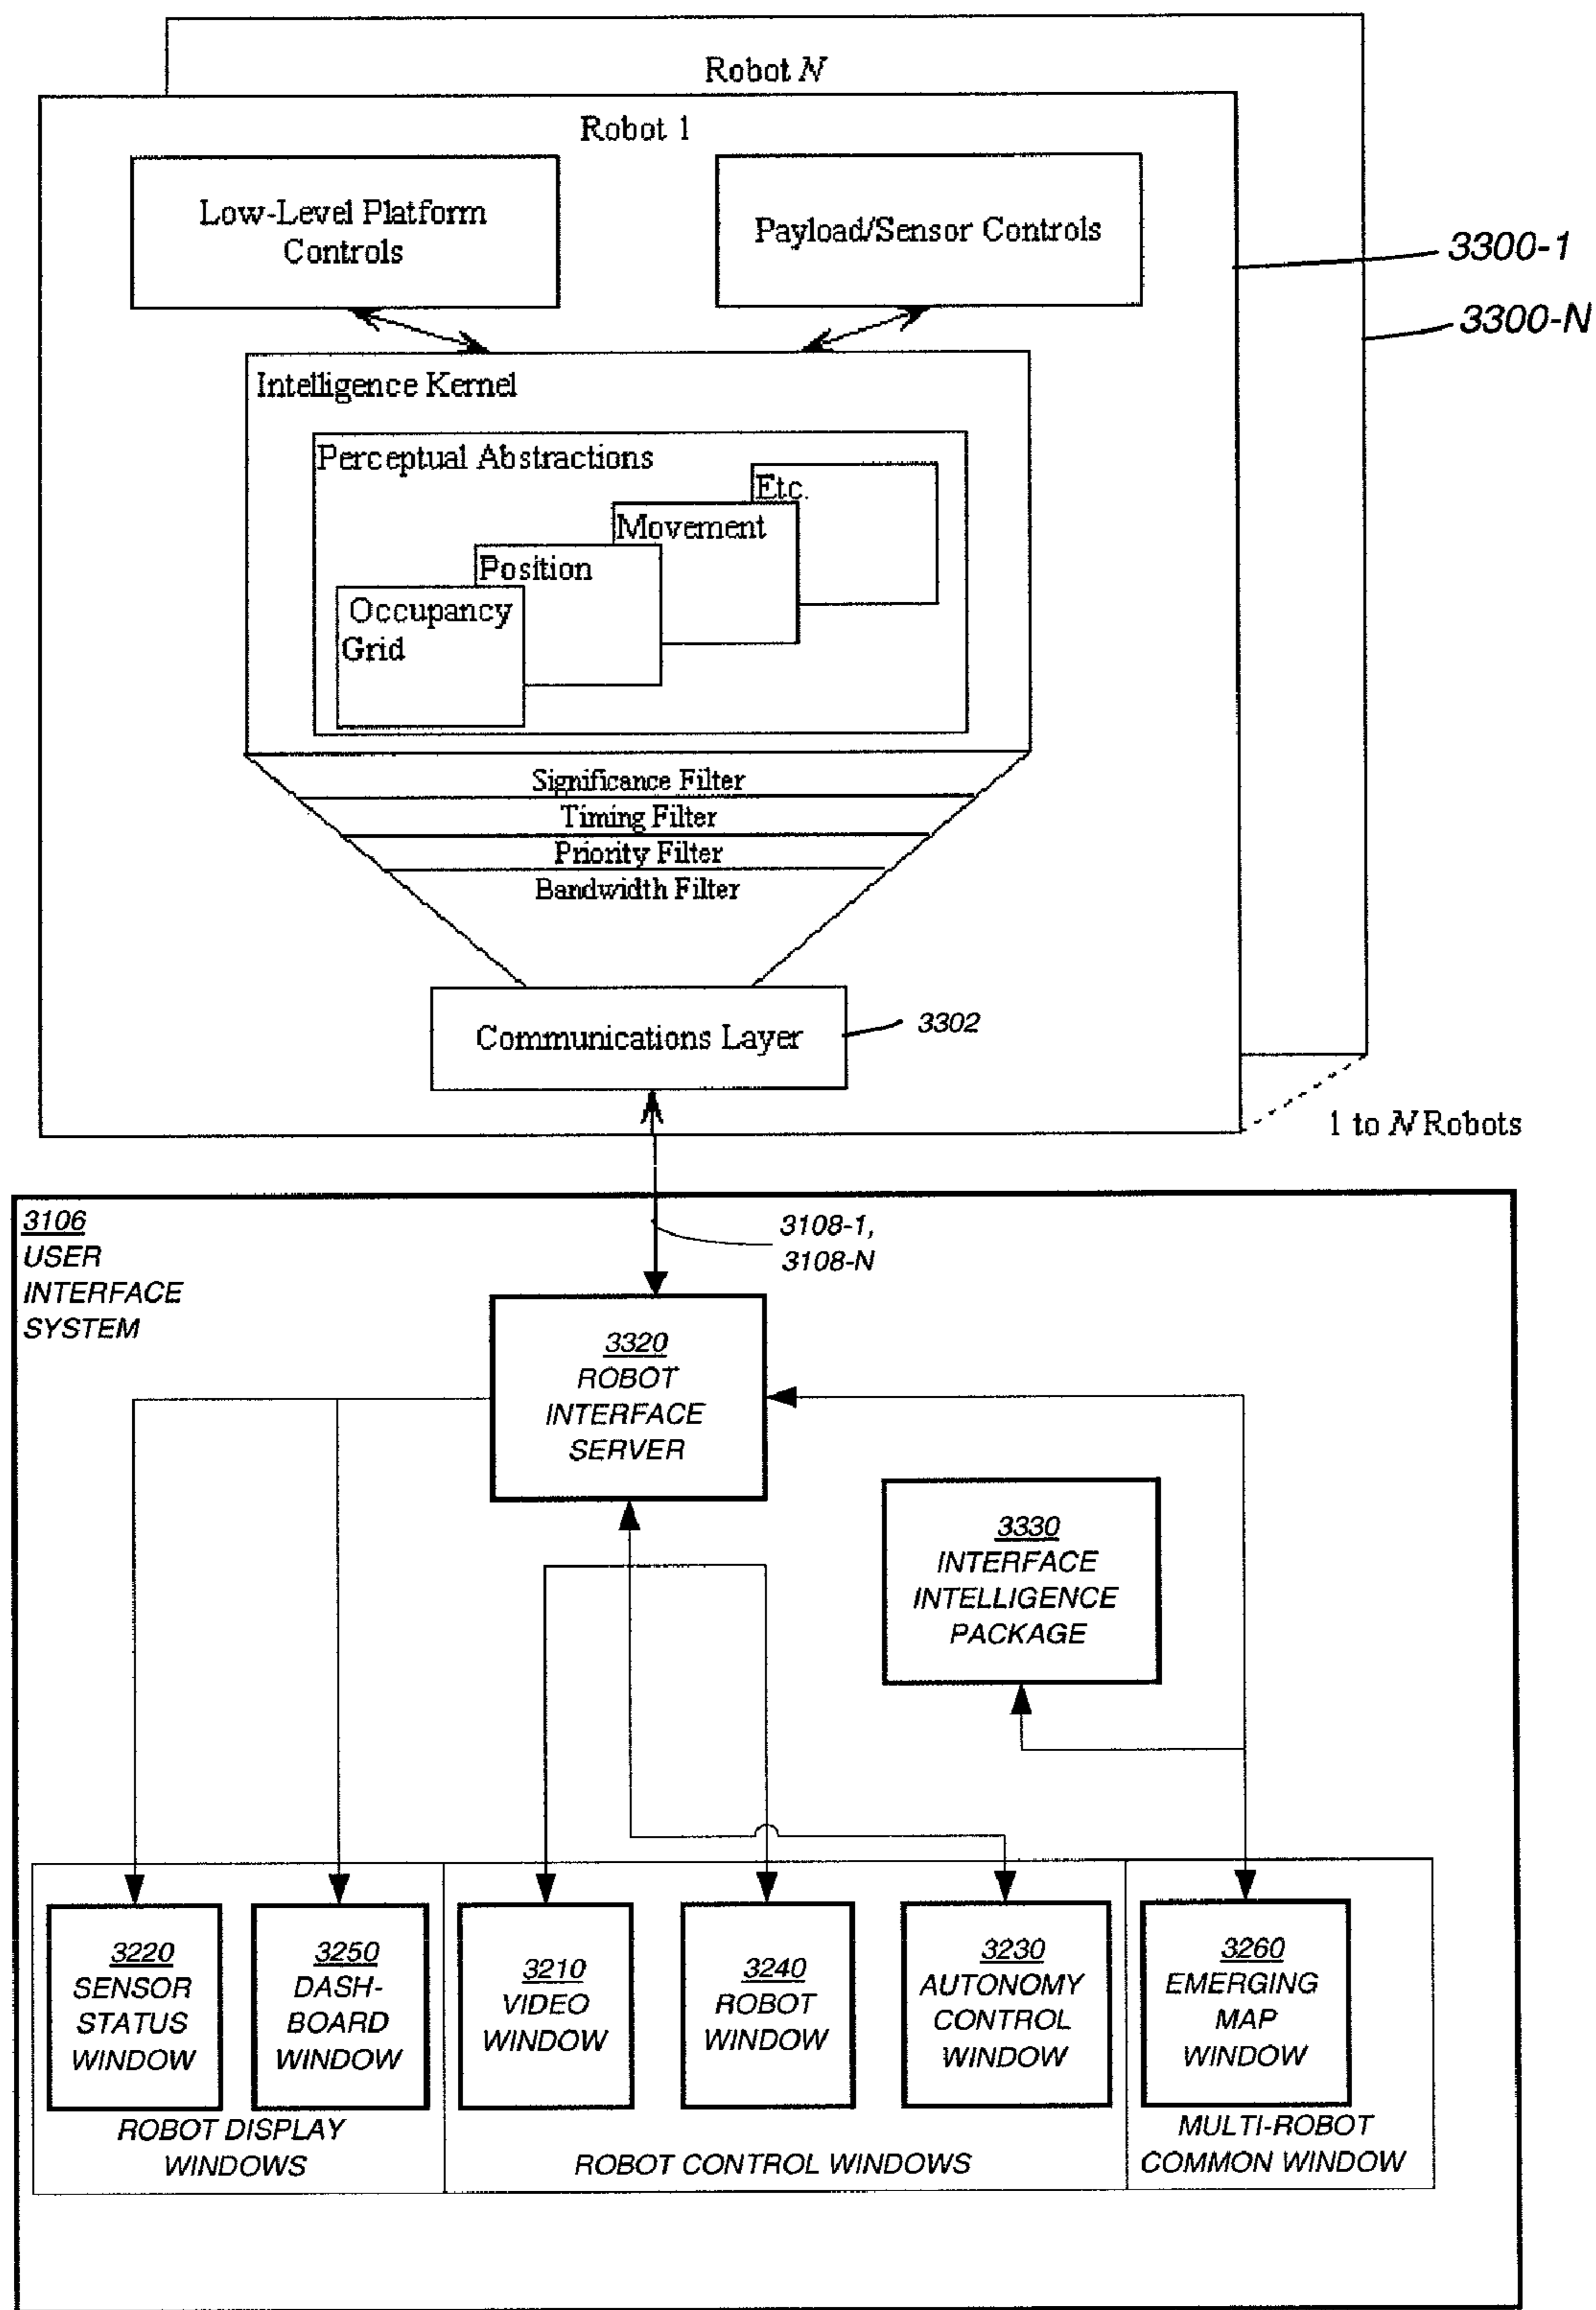 Robot N
Robot 1
Low-Level Platform
Controls
Payload/Sensor Controls
3300-1
3300-N
Intelligence Kernel
Perceptual Abstractions
Etc.
Movement
Position
Occupancy
Grid
Significance Filter
Timing Filter
Priority Filter
Bandwidth Filter
Communications Layer
3302
1 to N Robots
3106
USER
INTERFACE
SYSTEM
3108-1,
3108-N
3320
ROBOT
INTERFACE
SERVER
3330
INTERFACE
INTELLIGENCE
PACKAGE
3220
SENSOR
STATUS
WINDOW
3250
DASH-
BOARD
WINDOW
3210
VIDEO
WINDOW
3240
ROBOT
WINDOW
3230
AUTONOMY
CONTROL
WINDOW
3260
EMERGING
MAP
WINDOW
ROBOT DISPLAY
WINDOWS
ROBOT CONTROL WINDOWS
MULTI-ROBOT
COMMON WINDOW